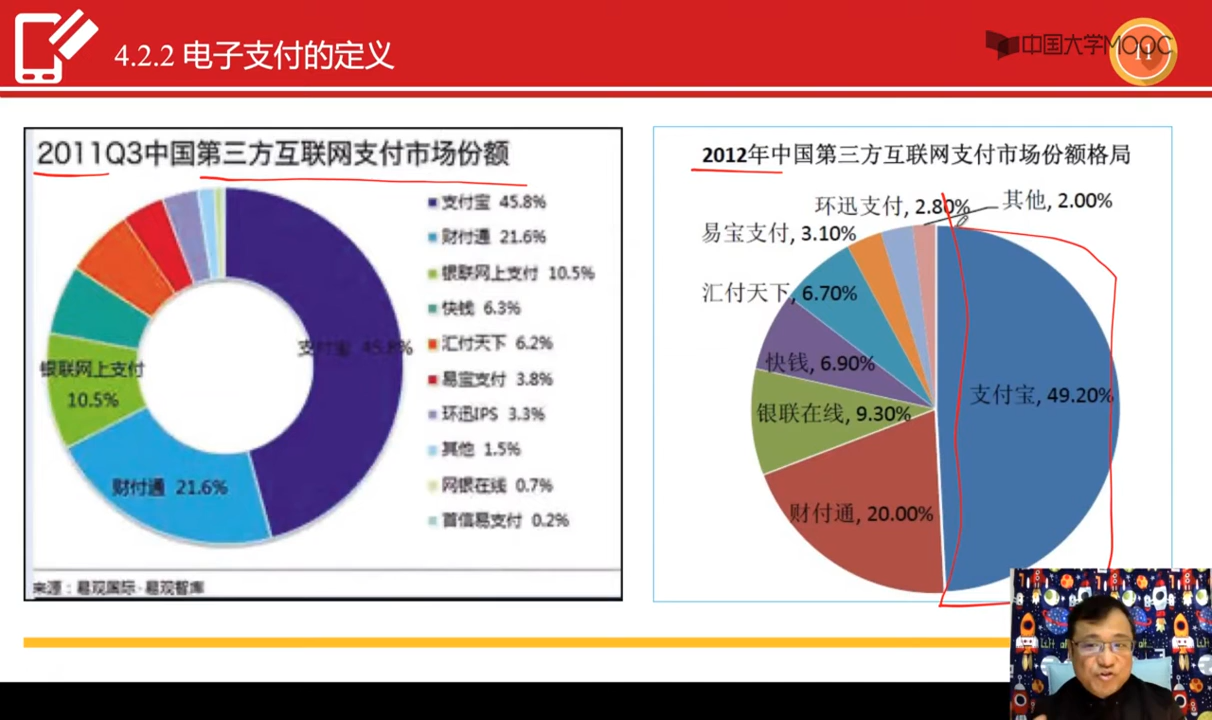 4.2.2 电子支付的定义
中国大学MOOC
11
2011Q3中国第三方互联网支付市场份额
支付宝 45.8%
财付通 21.6%
银联网上支付 10.5%
快钱 6.3%
汇付天下 6.2%
易宝支付 3.8%
环迅IPS 3.3%
其他 1.5%
网银在线 0.7%
首信易支付 0.2%
支付宝 45.8%
银联网上支付
10.5%
财付通 21.6%
来源：易观国际·易观智库
2012年中国第三方互联网支付市场份额格局
环迅支付, 2.80%
其他, 2.00%
易宝支付, 3.10%
汇付天下, 6.70%
快钱, 6.90%
支付宝, 49.20%
银联在线, 9.30%
财付通, 20.00%